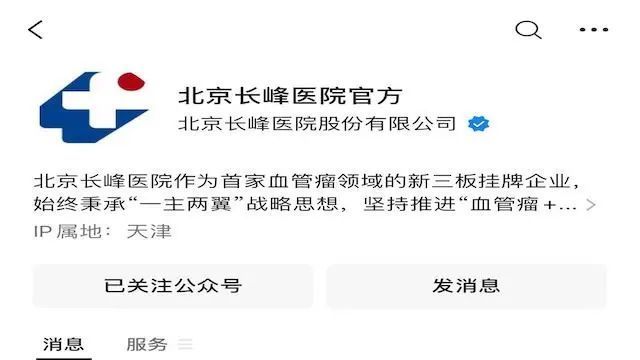 北京长峰医院官方
北京长峰医院股份有限公司
北京长峰医院作为首家血管瘤领域的新三板挂牌企业，
始终秉承“一主两翼”战略思想，坚持推进“血管瘤+...
IP属地：天津
已关注公众号 发消息
消息 服务